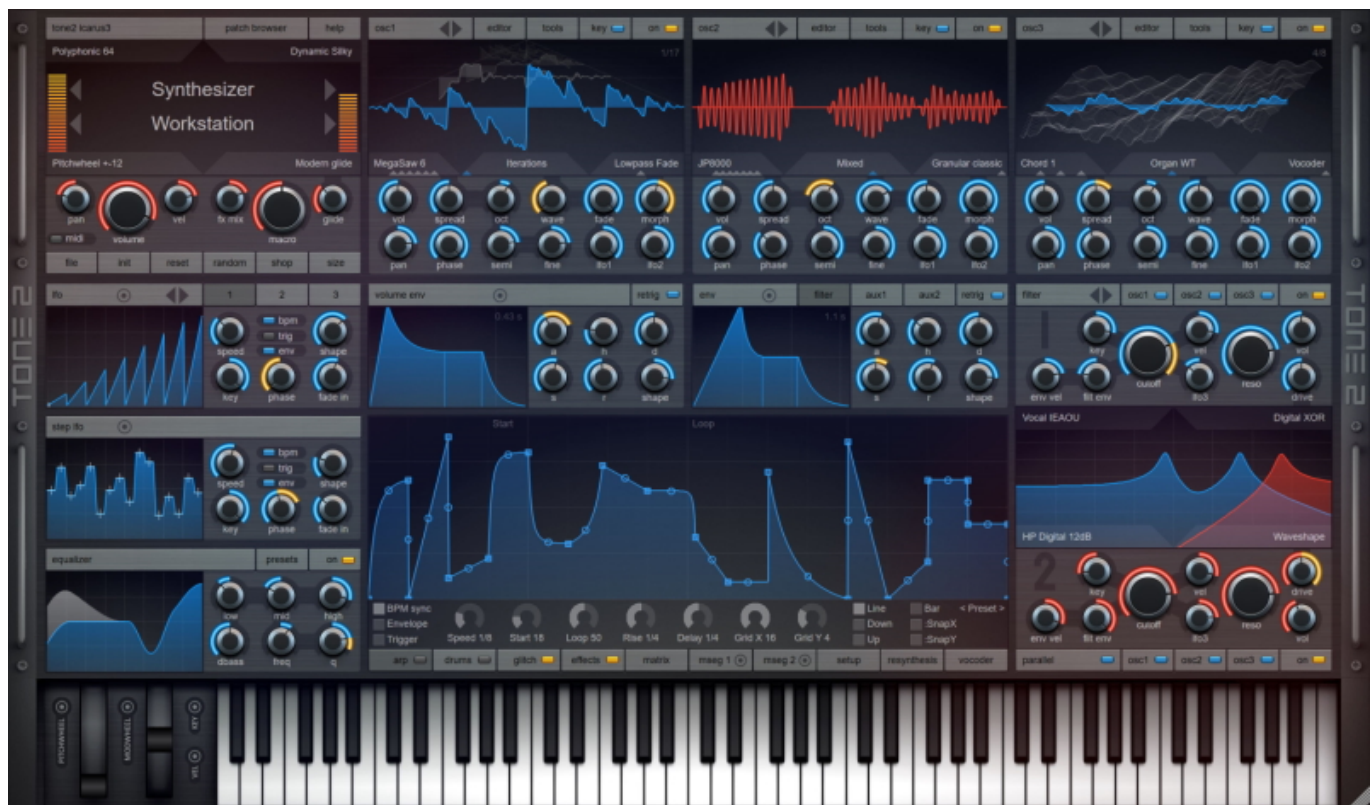 tone2 Icarus3 patch browser help
Polyphonic 64 Dynamic Silky
Synthesizer
Workstation
Pitchwheel +-12 Modern glide
pan volume vel fx mix macro glide
midi
file init reset random shop size
osc1 editor tools key on
1/17
MegaSaw 6 Iterations Lowpass Fade
vol spread oct wave fade morph
pan phase semi fine lfo1 lfo2
osc2 editor tools key on
JP8000 Mixed Granular classic
vol spread oct wave fade morph
pan phase semi fine lfo1 lfo2
osc3 editor tools key on
4/8
Chord 1 Organ WT Vocoder
vol spread oct wave fade morph
pan phase semi fine lfo1 lfo2
TONE2
lfo 1 2 3
speed bpm trig env shape
key phase fade in
volume env retrig
0.43 s
a h d
s r shape
env filter aux1 aux2 retrig
1.1 s
a h d
s r shape
filter osc1 osc2 osc3 on
1
key cutoff vel reso vol
env vel filt env lfo3 drive
TONE2
step lfo
speed bpm trig env shape
key phase fade in
Start Loop
Vocal IEAOU Digital XOR
HP Digital 12dB Waveshape
equalizer presets on
low mid high
dbass freq q
BPM sync
Envelope
Trigger
Speed 1/8 Start 18 Loop 50 Rise 1/4 Delay 1/4 Grid X 16 Grid Y 4
Line Bar < Preset >
Down :SnapX
Up :SnapY
arp drums glitch effects matrix mseg 1 mseg 2 setup resynthesis vocoder
2
key cutoff vel reso drive
env vel filt env lfo3 vol
parallel osc1 osc2 osc3 on
PITCHWHEEL MODWHEEL KEY
VEL